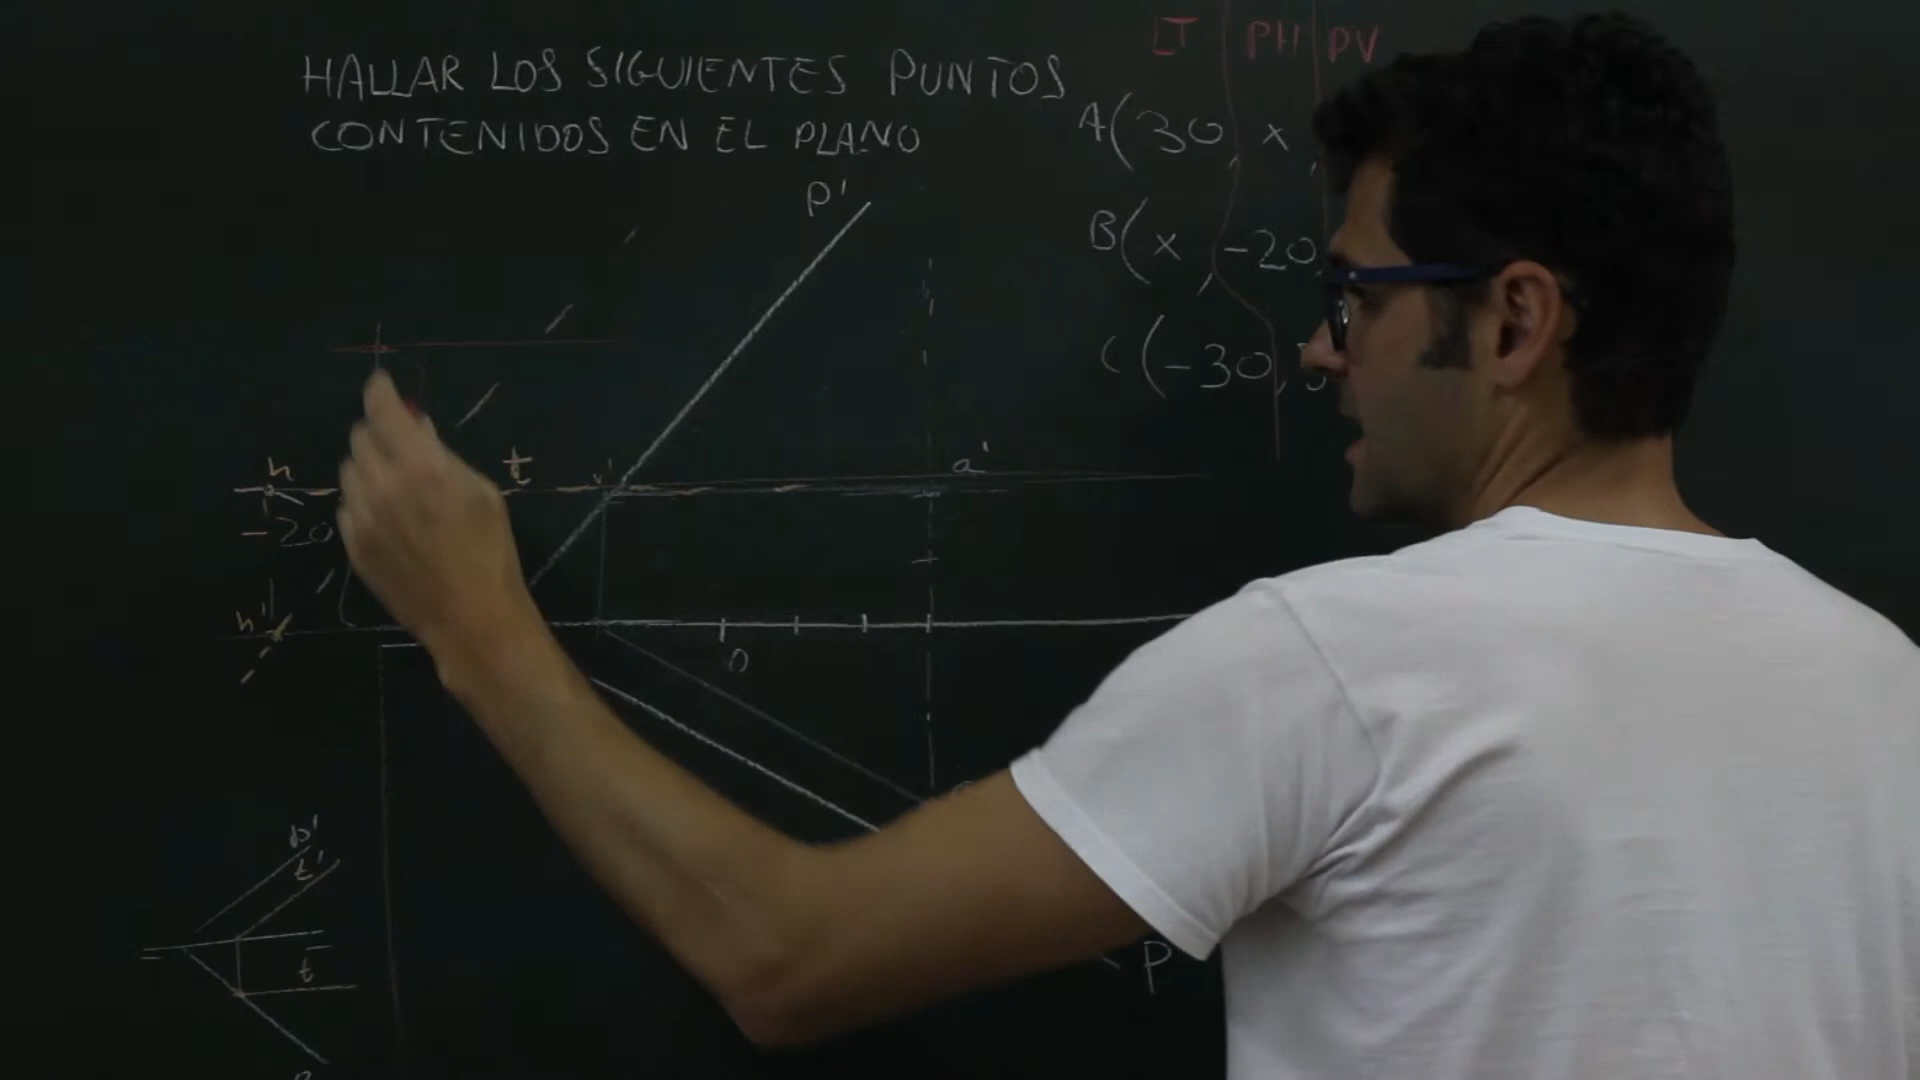 HALLAR LOS SIGUIENTES PUNTOS
CONTENIDOS EN EL PLANO
LT PH PV
A(30, x,
B(x, -20,
C(-30,
p'
h t v' a'
-20
h'
0
p'
t'
t
P